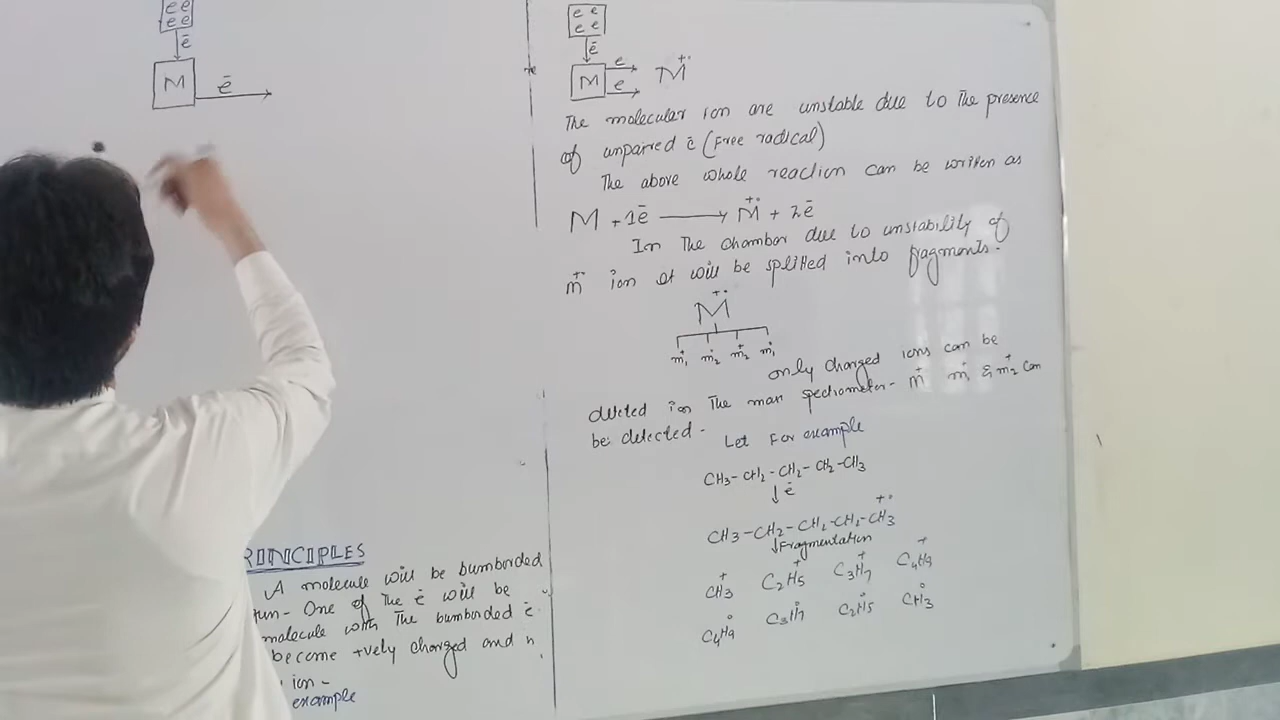 ēē
ēē
ē
M
ē
RINCIPLES
A molecule will be bumborded
One of the ē will be
molecule with The bumborded ē
become +vely charged and
ion-
example
e e
e e
ē
M
e
e
M⁺˙
The molecular ion are unstable due to The presence
of unpaired ē (Free radical)
The above whole reaction can be written as
M + 1ē ⟶ M⁺˙ + 2ē
In The chamber due to unstability of
m⁺˙ ion it will be splitted into fragments.
M⁺˙
m₁⁺ m₂˙ m₂⁺ m₁˙
only charged ions can be
in The mass spectrometer- m₁⁺ & m₂⁺ can
be detected-
Let For example
CH₃-CH₂-CH₂-CH₂-CH₃
↓ē
CH₃-CH₂-CH₂-CH₂-CH₃⁺˙
↓Fragmentation
CH₃⁺ C₂H₅⁺ C₃H₇⁺ C₄H₉⁺
C₄H₉° C₃H₇° C₂H₅° CH₃°